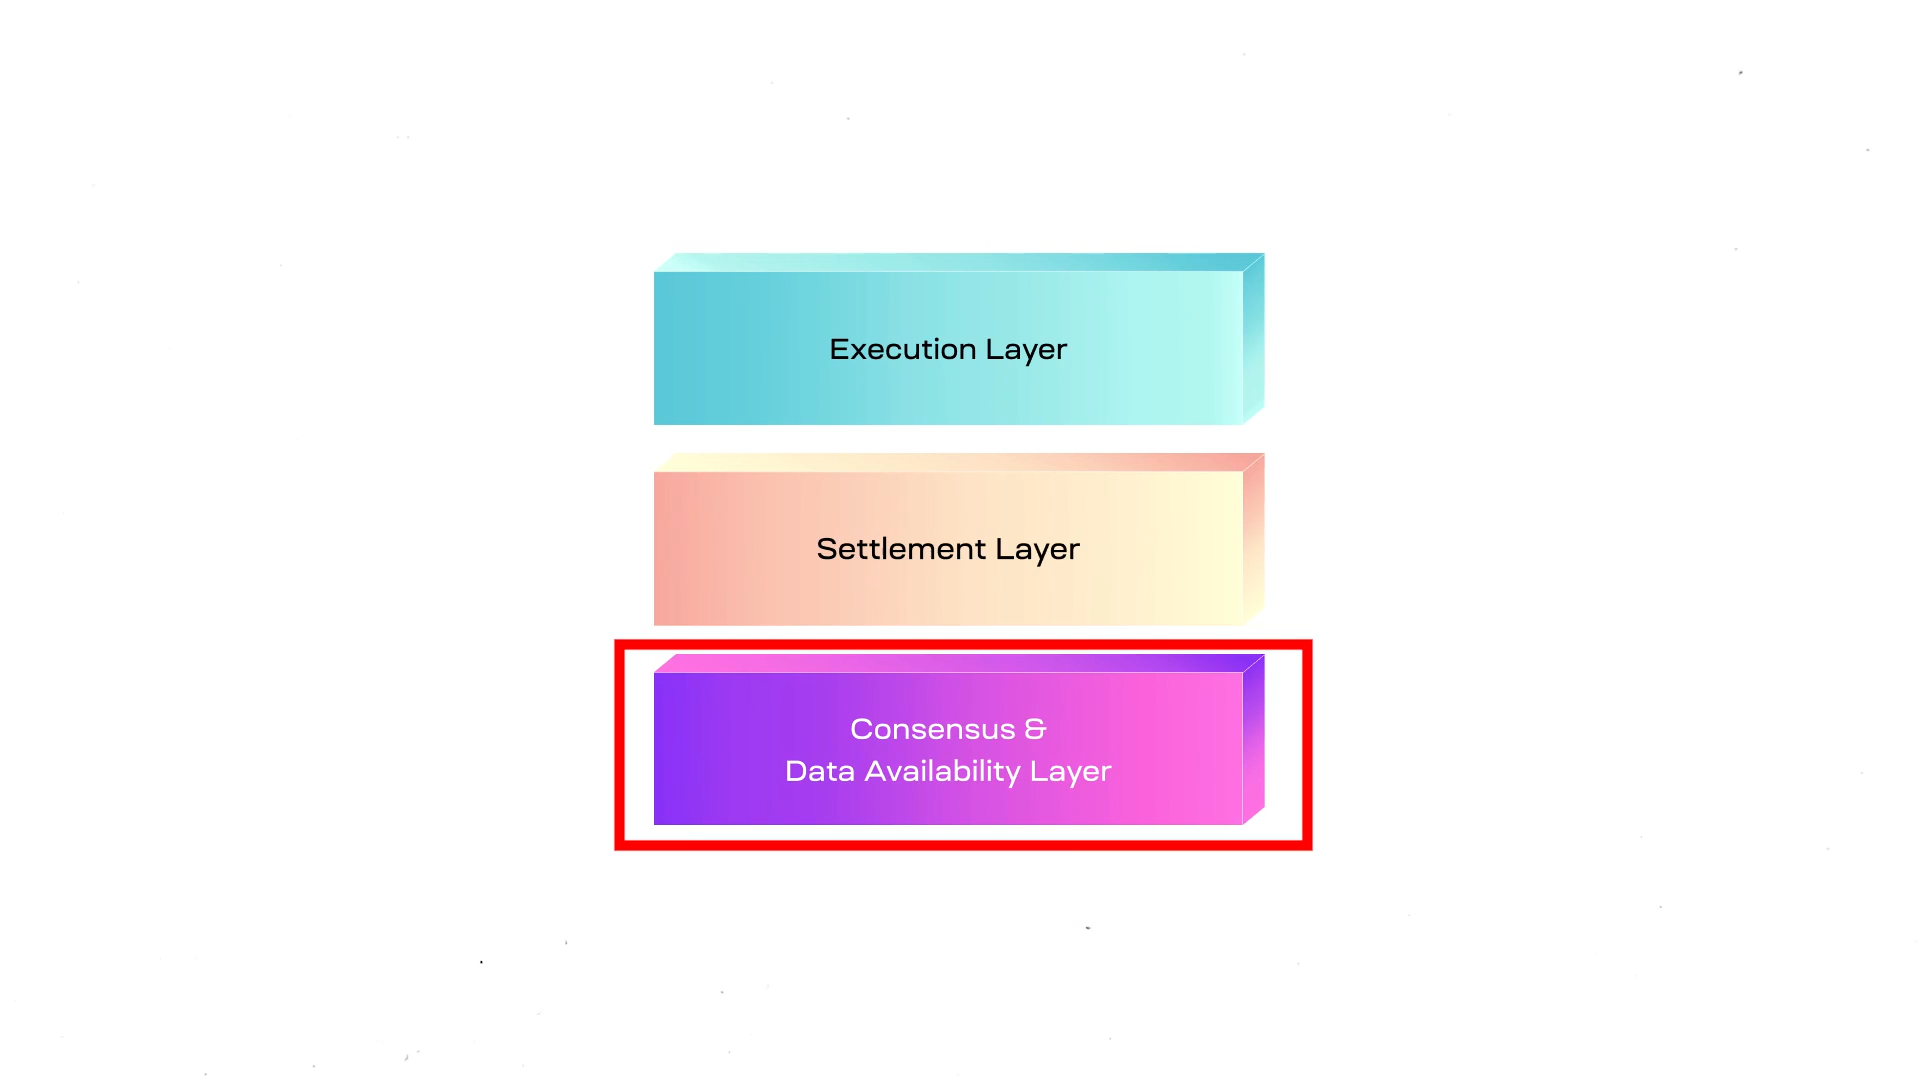 Execution Layer
Settlement Layer
Consensus &
Data Availability Layer